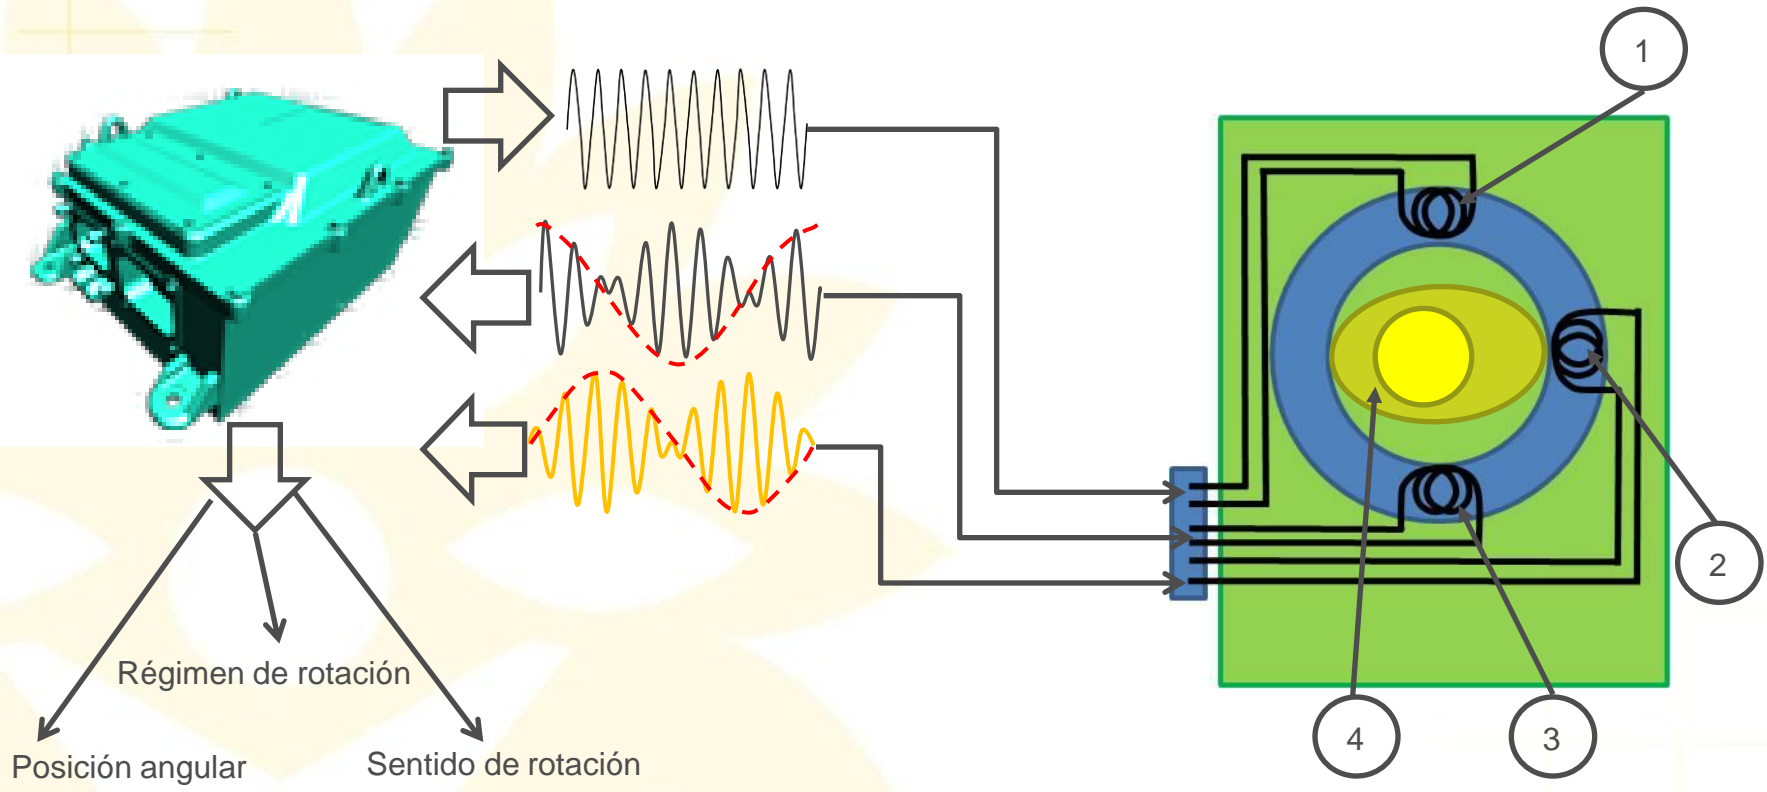 1
2
Régimen de rotación
4
3
Posición angular
Sentido de rotación